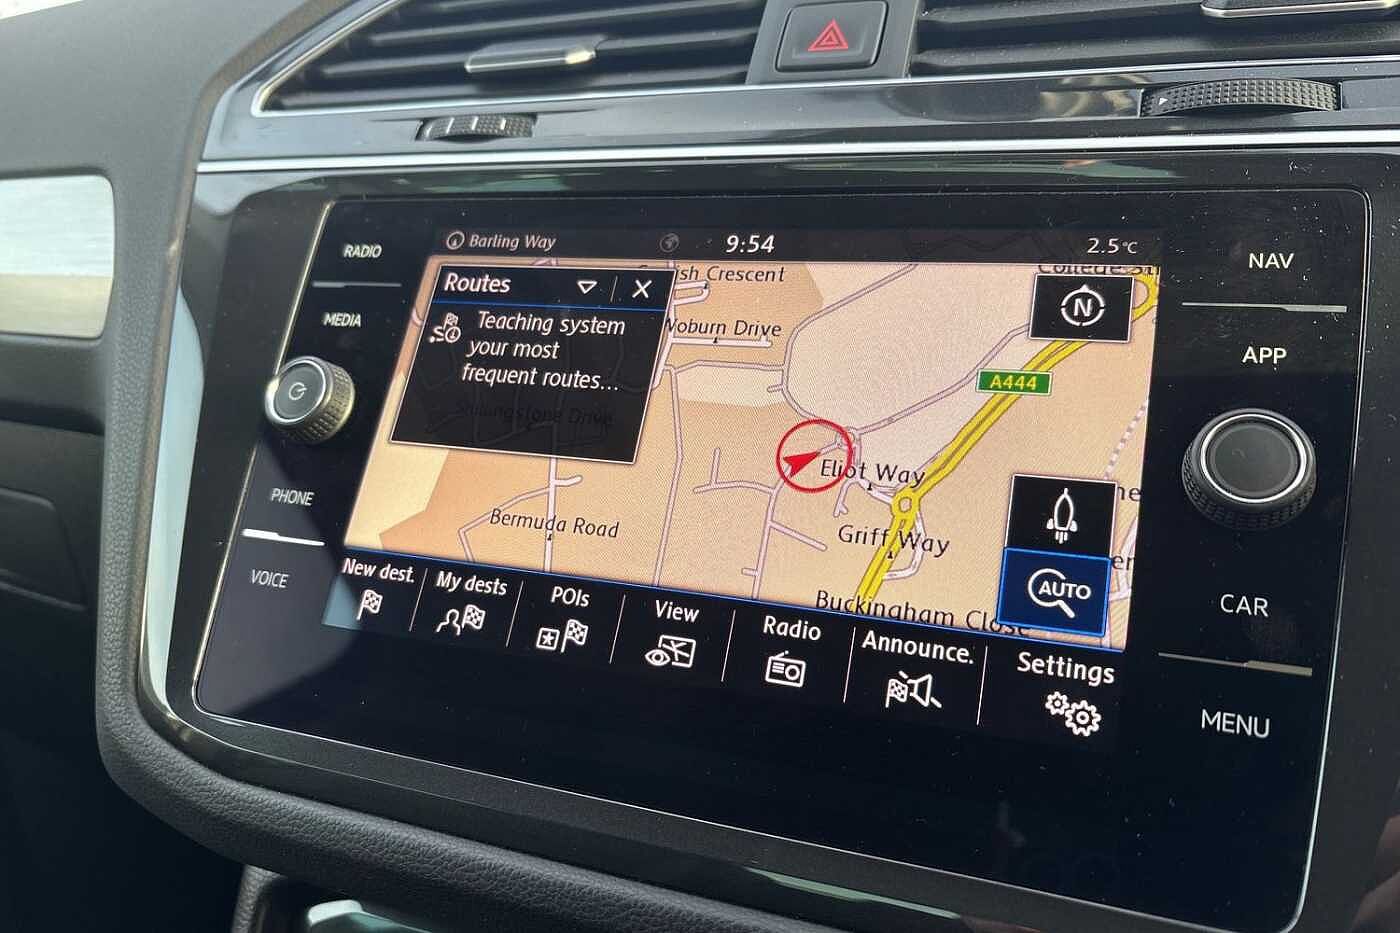 RADIO
MEDIA
PHONE
VOICE
Barling Way
9:54
2.5°C
Routes
Teaching system
your most
frequent routes...
Crescent
Woburn Drive
N
A444
Eliot Way
Bermuda Road
Griff Way
Buckingham Close
AUTO
New dest.
My dests
POIs
View
Radio
Announce.
Settings
NAV
APP
CAR
MENU